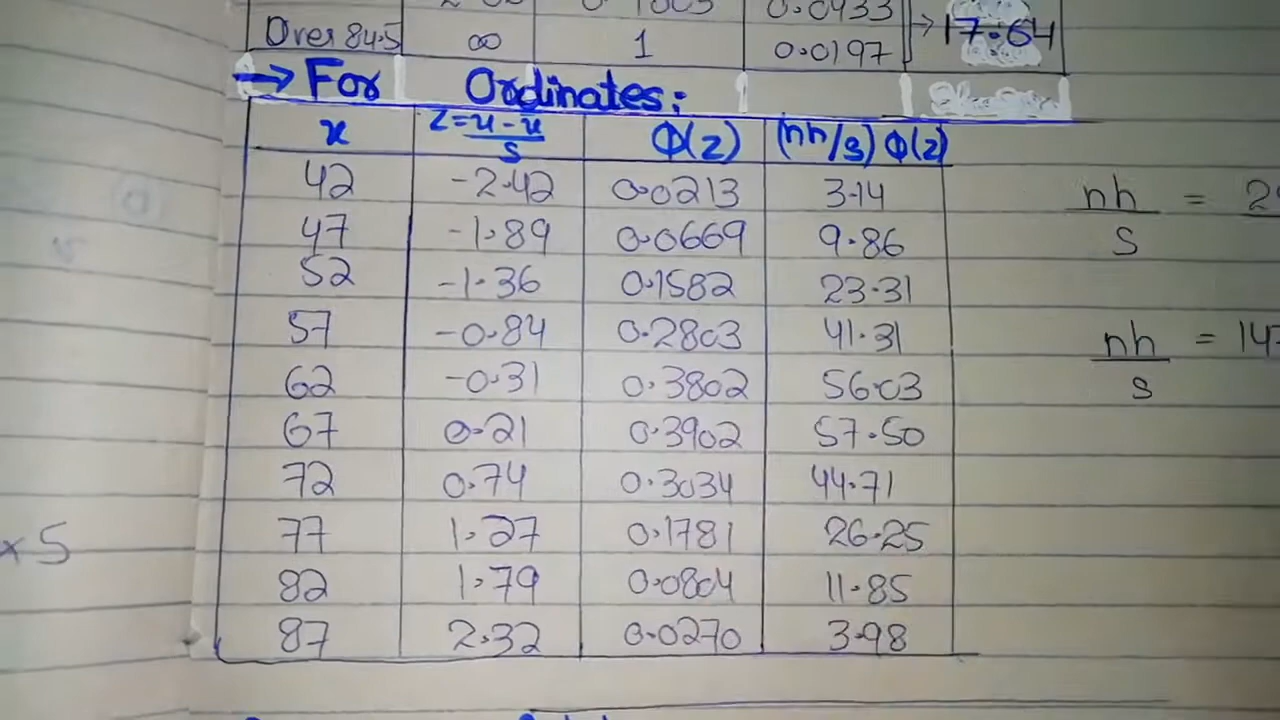 0.0933
Over 84.5 ∞ 1 0.0197 → 17.64
→ For Ordinates:
x z=x-x/s φ(z) (nh/s) φ(z)
42 -2.42 0.0213 3.14
47 -1.89 0.0669 9.86
52 -1.36 0.1582 23.31
57 -0.84 0.2803 41.31
62 -0.31 0.3802 56.03
67 0.21 0.3902 57.50
72 0.74 0.3034 44.71
77 1.27 0.1781 26.25
82 1.79 0.0804 11.85
87 2.32 0.0270 3.98
nh/s = 2
nh/s = 147
×5